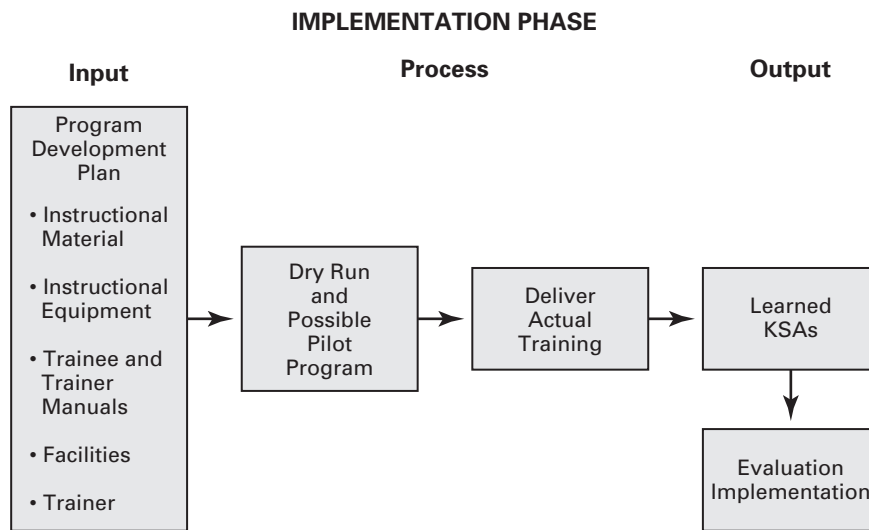 IMPLEMENTATION PHASE
Input
Process
Output
Program
Development
Plan
• Instructional
Material
• Instructional
Equipment
• Trainee and
Trainer
Manuals
• Facilities
• Trainer
Dry Run
and
Possible
Pilot
Program
Deliver
Actual
Training
Learned
KSAs
Evaluation
Implementation